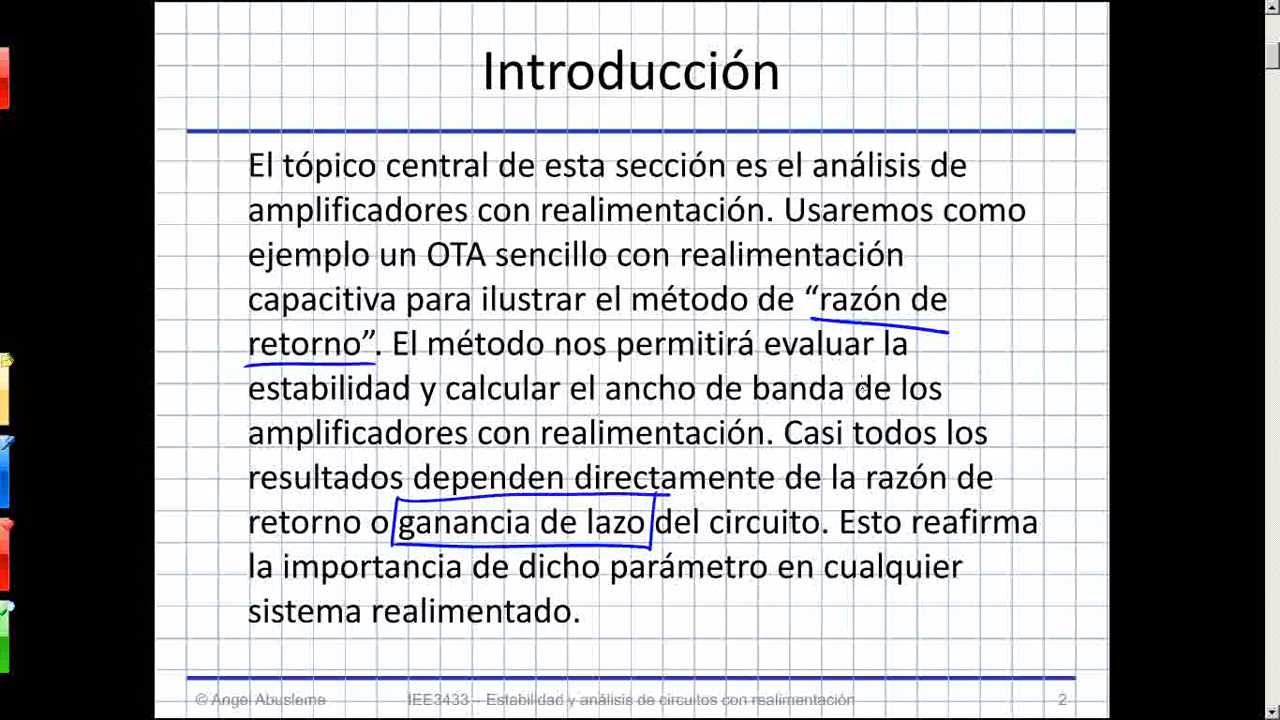 Introducción
El tópico central de esta sección es el análisis de
amplificadores con realimentación. Usaremos como
ejemplo un OTA sencillo con realimentación
capacitiva para ilustrar el método de “razón de
retorno”. El método nos permitirá evaluar la
estabilidad y calcular el ancho de banda de los
amplificadores con realimentación. Casi todos los
resultados dependen directamente de la razón de
retorno o ganancia de lazo del circuito. Esto reafirma
la importancia de dicho parámetro en cualquier
sistema realimentado.
© Angel Abusleme IEE3433 – Estabilidad y análisis de circuitos con realimentación 2